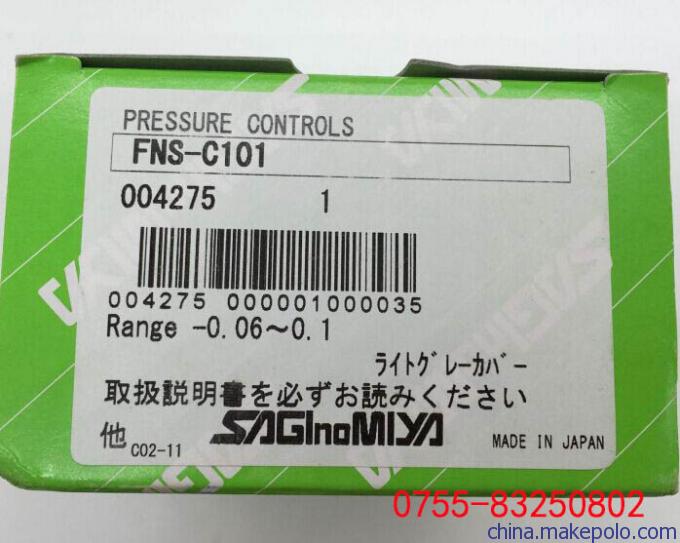 PRESSURE CONTROLS
FNS-C101
004275 1
004275 000001000035
Range -0.06～0.1
ﾗｲﾄｸﾞﾚｰｶﾊﾞｰ
取扱説明書を必ずお読みください
他 C02-11 SAGInoMIYA MADE IN JAPAN
0755-83250802
china.makepolo.com